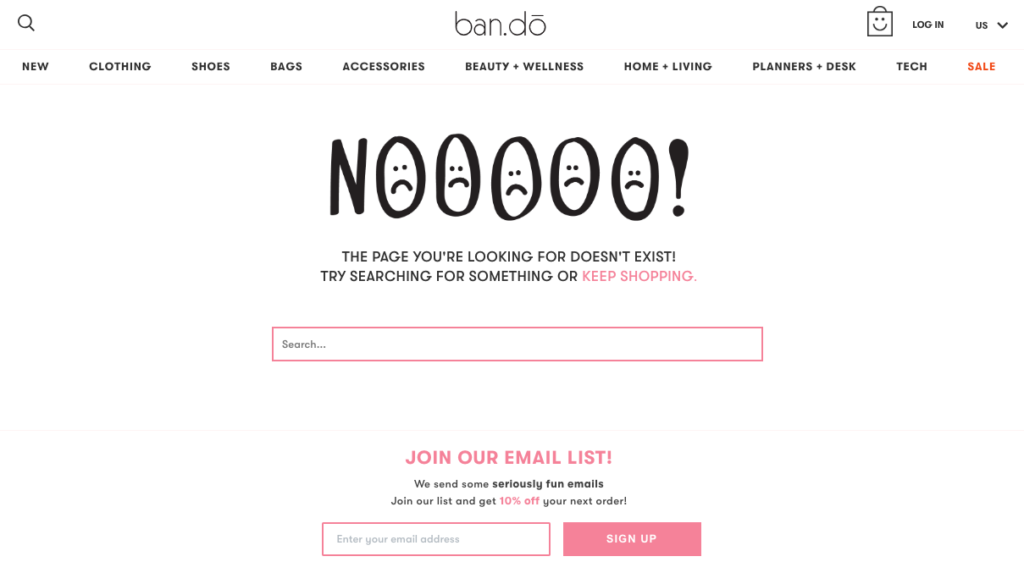 ban.dō
LOG IN
US
NEW CLOTHING SHOES BAGS ACCESSORIES BEAUTY + WELLNESS HOME + LIVING PLANNERS + DESK TECH SALE
NOOOOO!
THE PAGE YOU'RE LOOKING FOR DOESN'T EXIST!
TRY SEARCHING FOR SOMETHING OR KEEP SHOPPING.
Search...
JOIN OUR EMAIL LIST!
We send some seriously fun emails
Join our list and get 10% off your next order!
Enter your email address
SIGN UP